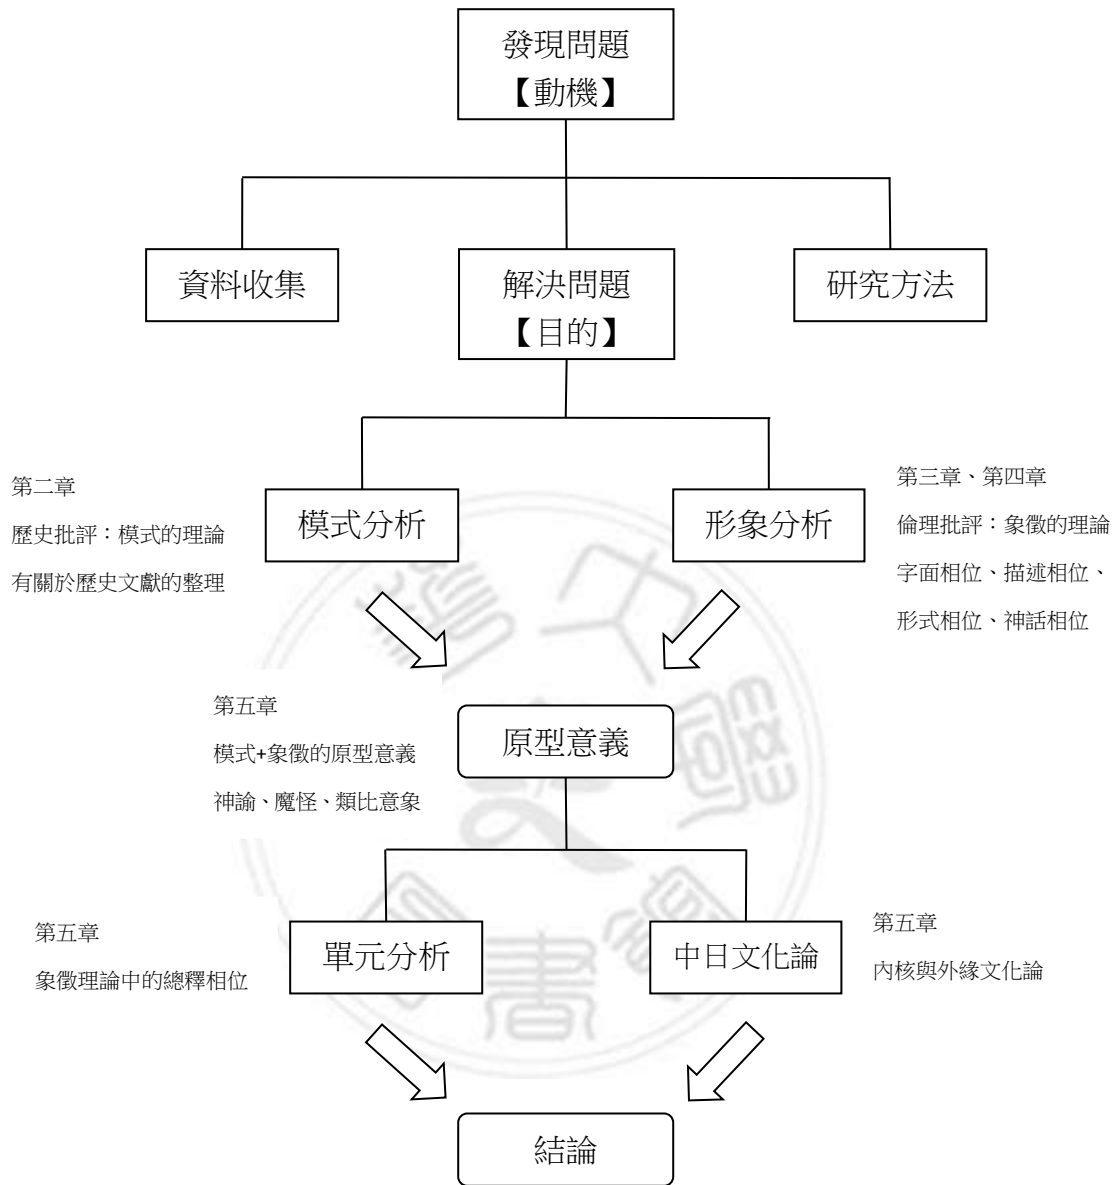 發現問題
【動機】
資料收集
解決問題
【目的】
研究方法
第二章
歷史批評：模式的理論
有關於歷史文獻的整理
模式分析
形象分析
第三章、第四章
倫理批評：象徵的理論
字面相位、描述相位、
形式相位、神話相位
第五章
模式+象徵的原型意義
神諭、魔怪、類比意象
原型意義
第五章
象徵理論中的總釋相位
單元分析
中日文化論
第五章
內核與外緣文化論
結論